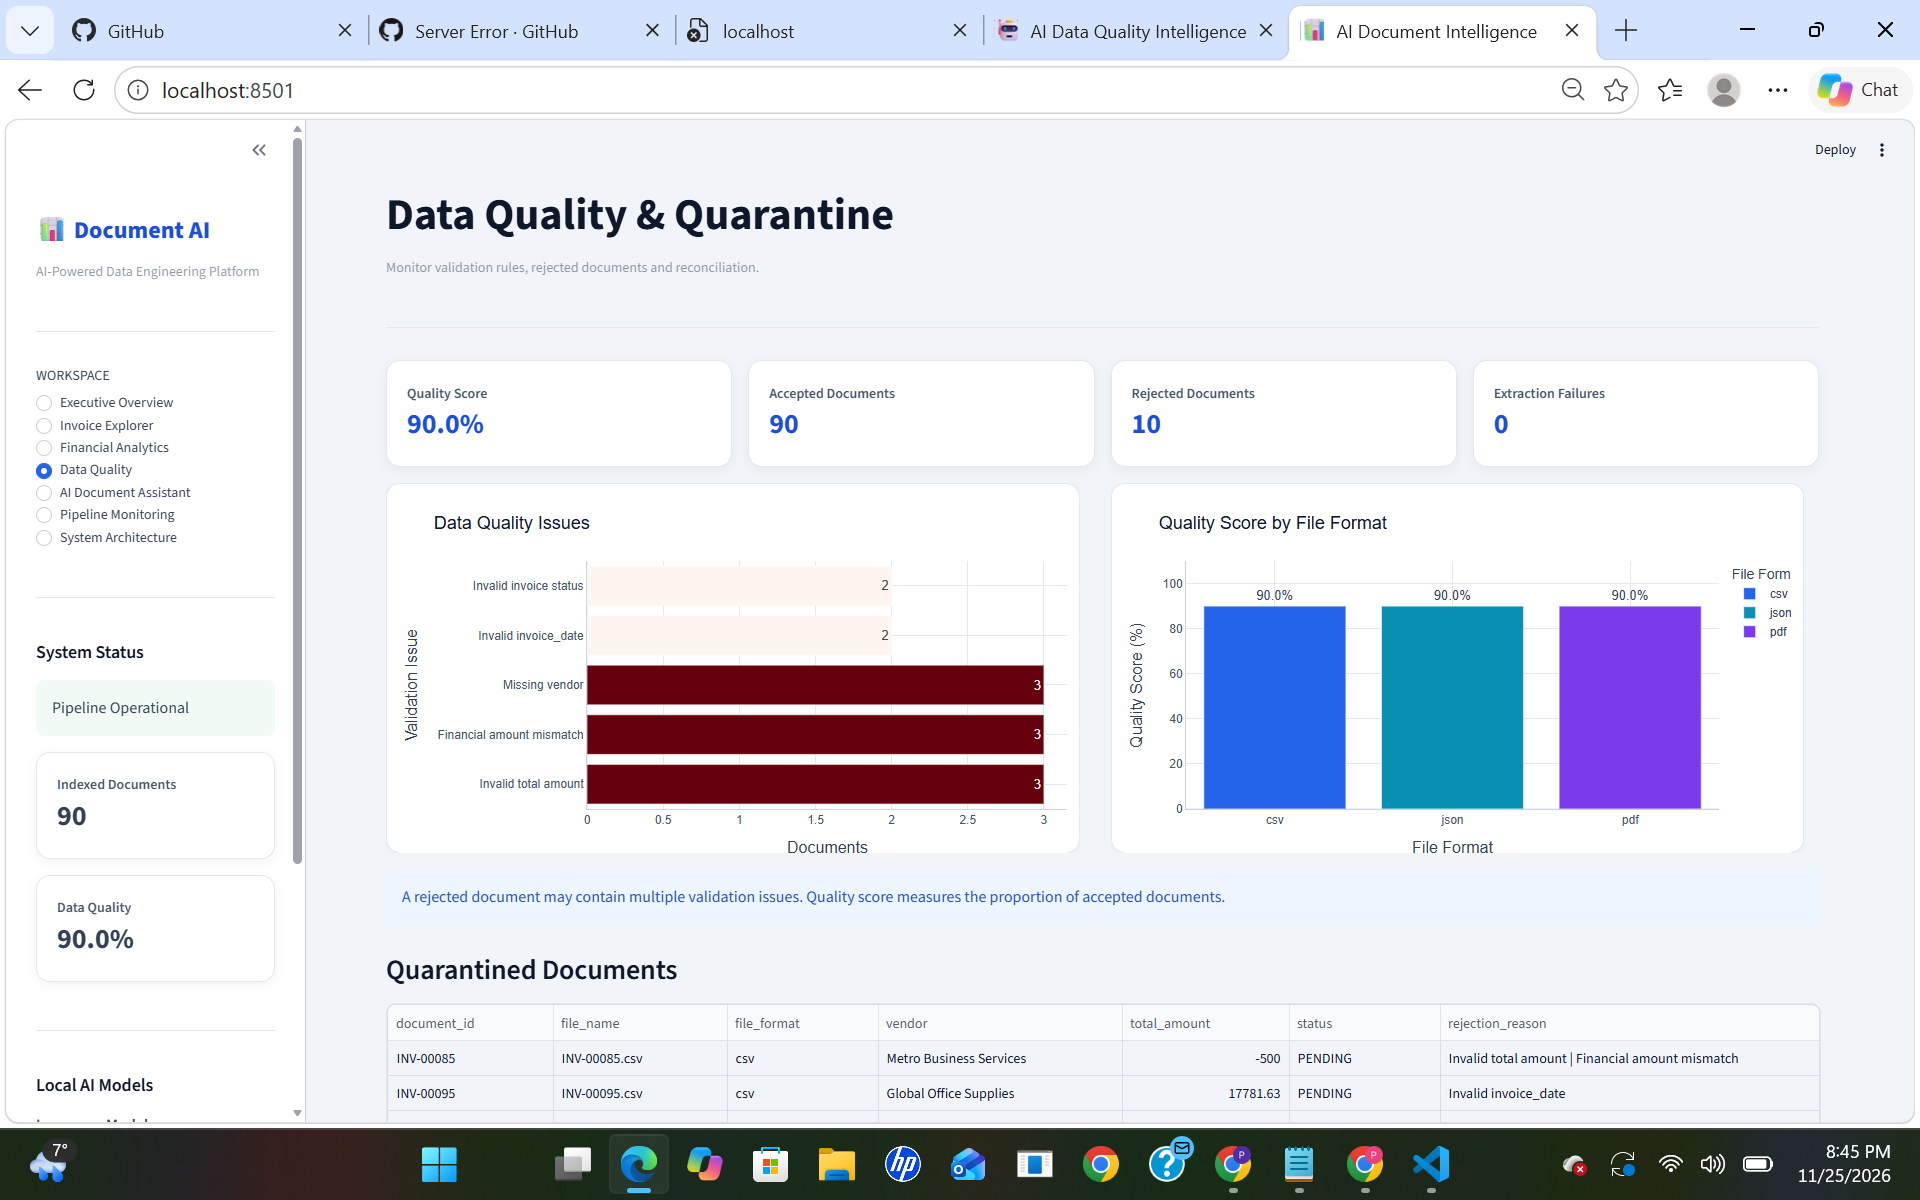 GitHub
Server Error · GitHub
localhost
AI Data Quality Intelligence
AI Document Intelligence
localhost:8501
Chat
Deploy
Document AI
AI-Powered Data Engineering Platform
WORKSPACE
Executive Overview
Invoice Explorer
Financial Analytics
Data Quality
AI Document Assistant
Pipeline Monitoring
System Architecture
System Status
Pipeline Operational
Indexed Documents
90
Data Quality
90.0%
Local AI Models
Data Quality & Quarantine
Monitor validation rules, rejected documents and reconciliation.
Quality Score
90.0%
Accepted Documents
90
Rejected Documents
10
Extraction Failures
0
Data Quality Issues
Validation Issue
Invalid invoice status 2
Invalid invoice_date 2
Missing vendor 3
Financial amount mismatch 3
Invalid total amount 3
0 0.5 1 1.5 2 2.5 3
Documents
Quality Score by File Format
Quality Score (%)
100
80
60
40
20
0
90.0% 90.0% 90.0%
csv json pdf
File Format
File Form
csv
json
pdf
A rejected document may contain multiple validation issues. Quality score measures the proportion of accepted documents.
Quarantined Documents
document_id file_name file_format vendor total_amount status rejection_reason
INV-00085 INV-00085.csv csv Metro Business Services -500 PENDING Invalid total amount | Financial amount mismatch
INV-00095 INV-00095.csv csv Global Office Supplies 17781.63 PENDING Invalid invoice_date
7°
hp
P
P
8:45 PM
11/25/2026